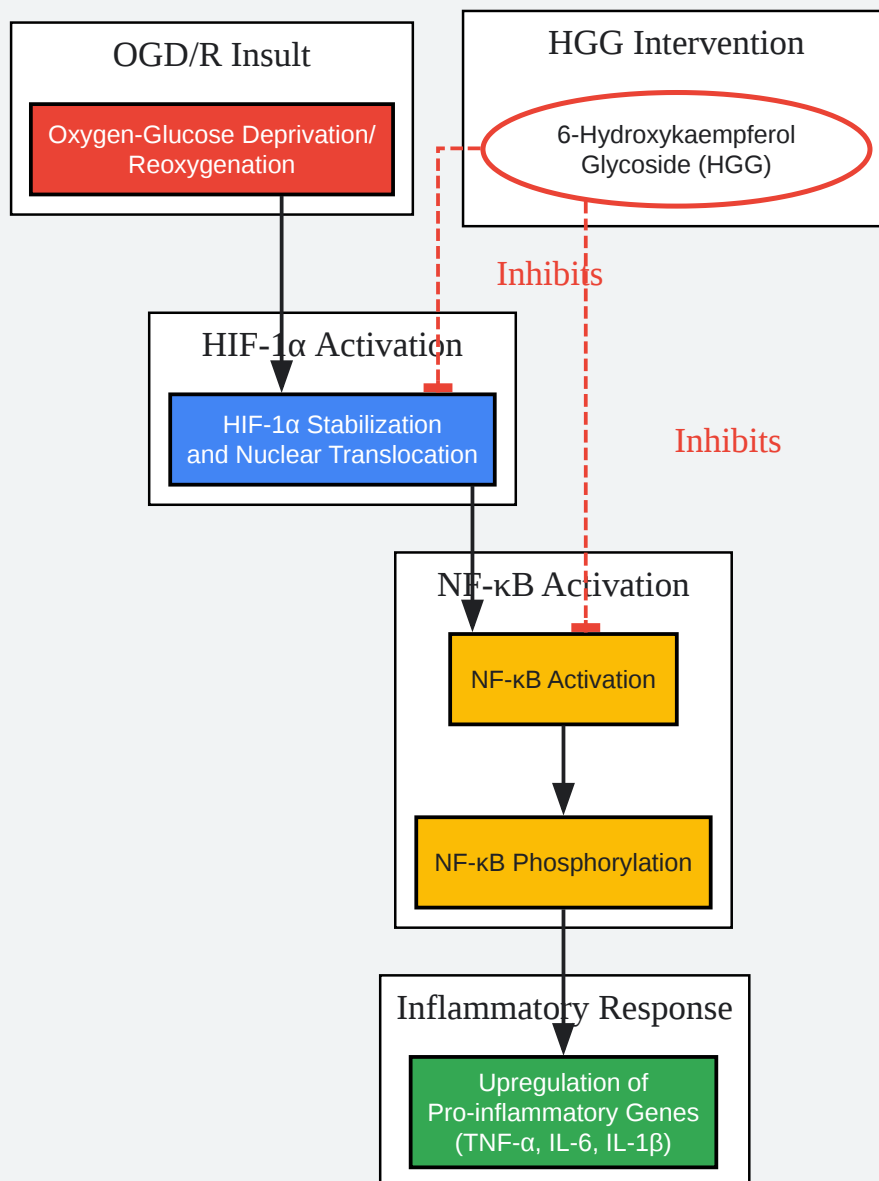 OGD/R Insult
Oxygen-Glucose Deprivation/
Reoxygenation
HGG Intervention
6-Hydroxykaempferol
Glycoside (HGG)
Inhibits
HIF-1α Activation
HIF-1α Stabilization
and Nuclear Translocation
Inhibits
NF-κB Activation
NF-κB Activation
NF-κB Phosphorylation
Inflammatory Response
Upregulation of
Pro-inflammatory Genes
(TNF-α, IL-6, IL-1β)